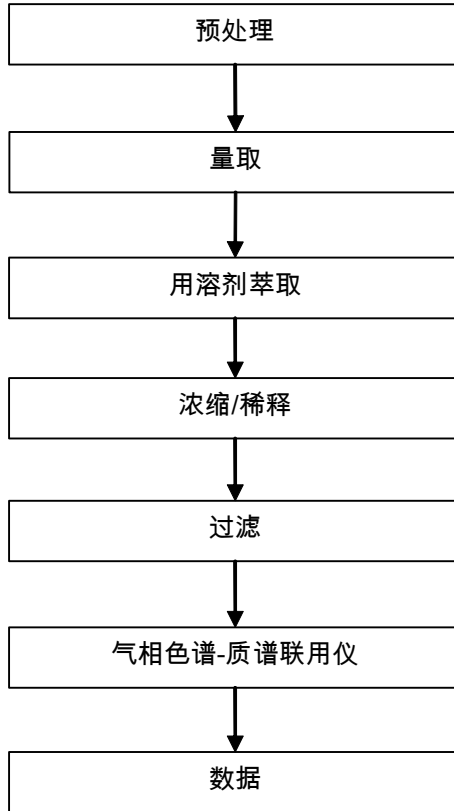 预处理
量取
用溶剂萃取
浓缩/稀释
过滤
气相色谱-质谱联用仪
数据